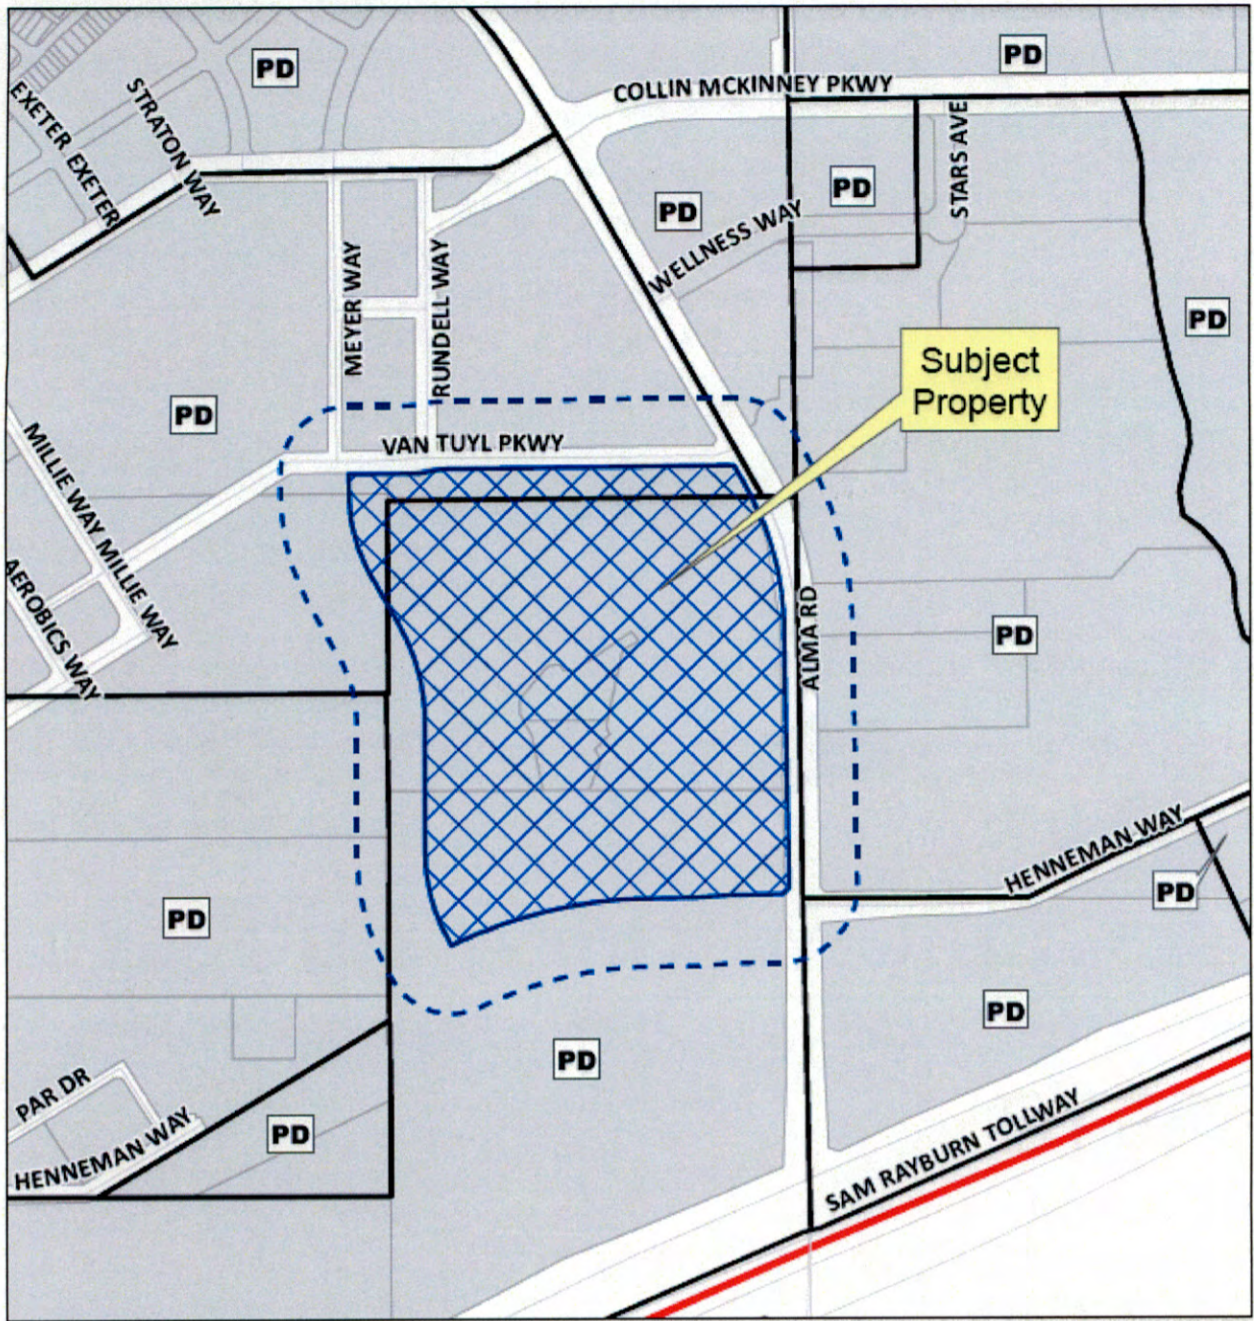 PD
PD
COLLIN MCKINNEY PKWY
EXETER EXETER
STRATON WAY
STARS AVE
PD
PD
WELLNESS WAY
MEYER WAY
RUNDELL WAY
PD
Subject
Property
PD
VAN TUYL PKWY
MILLIE WAY MILLIE WAY
AEROBICS WAY
ALMA RD
PD
HENNEMAN WAY
PD
PD
PD
PD
PAR DR
HENNEMAN WAY
PD
SAM RAYBURN TOLLWAY